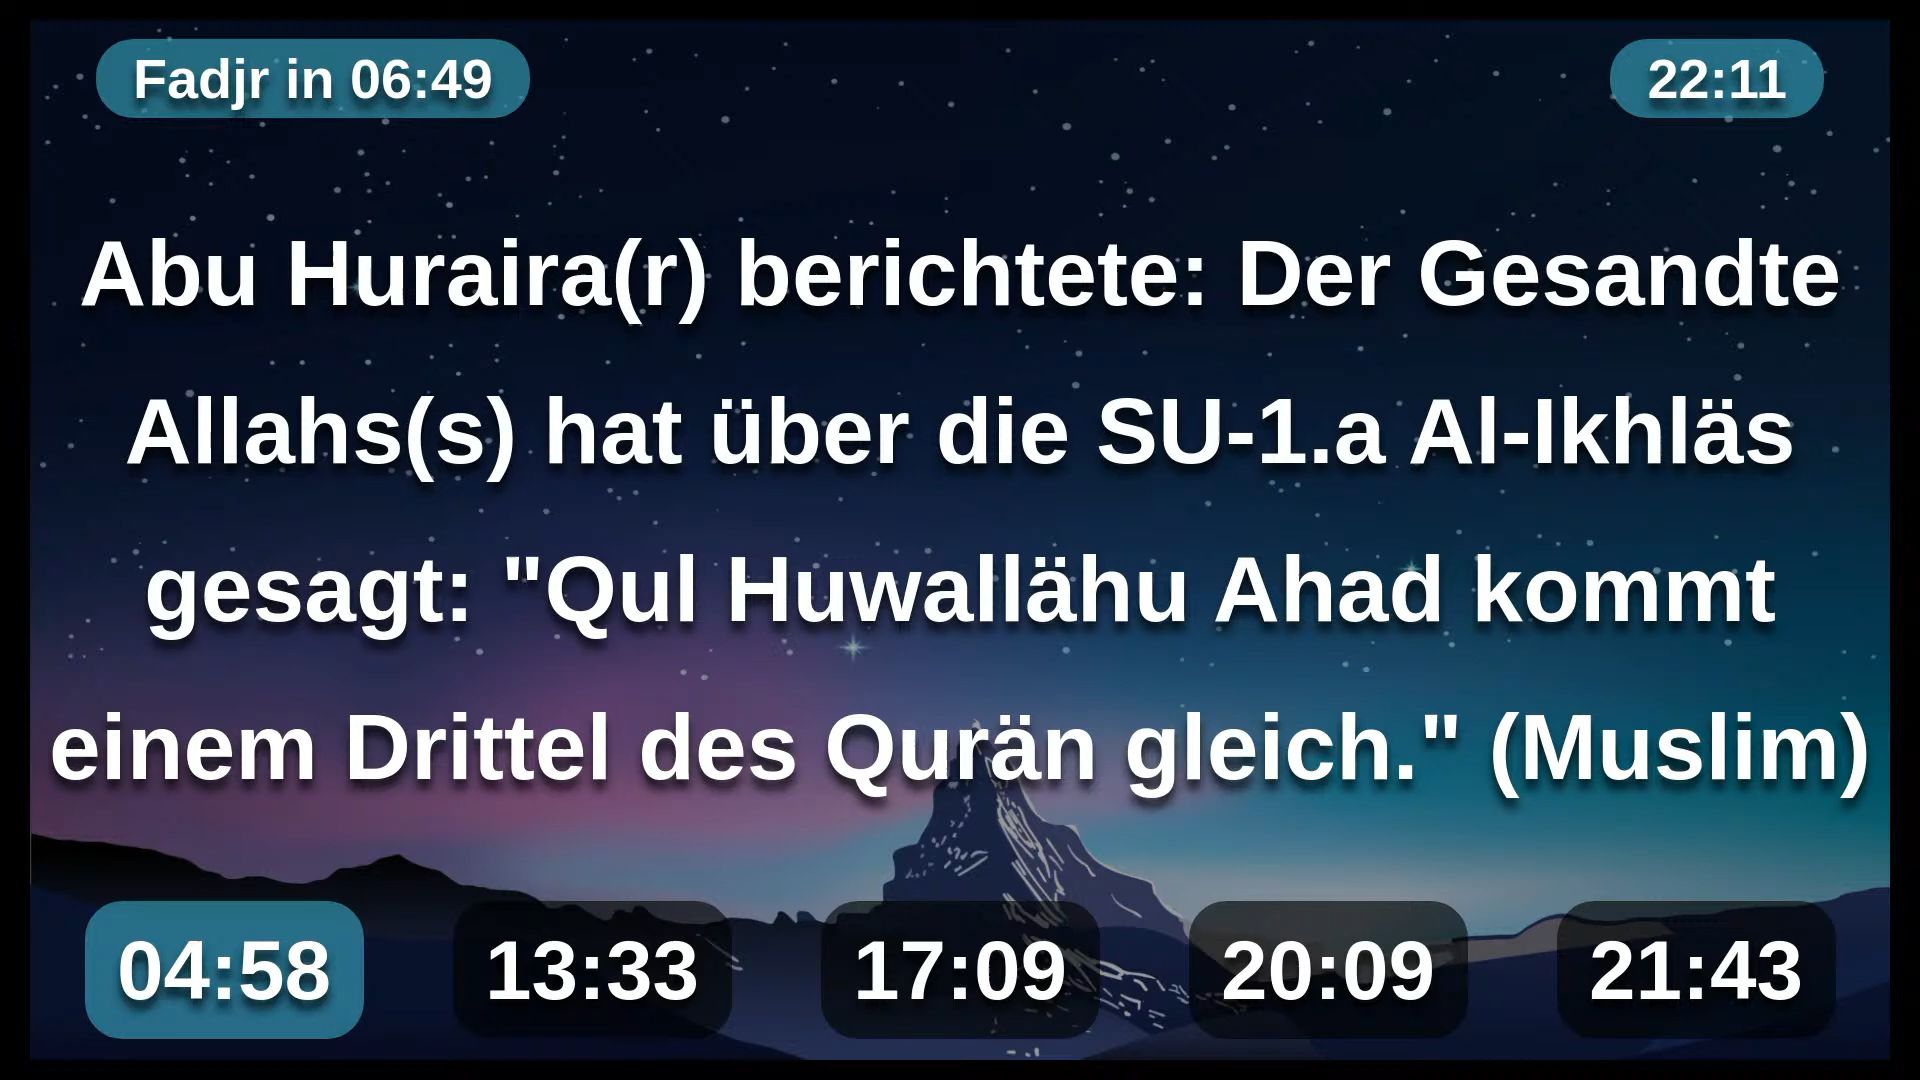 Fadjr in 06:49
22:11
Abu Huraira(r) berichtete: Der Gesandte
Allahs(s) hat über die SU-1.a Al-Ikhläs
gesagt: "Qul Huwallähu Ahad kommt
einem Drittel des Qurän gleich." (Muslim)
04:58
13:33
17:09
20:09
21:43